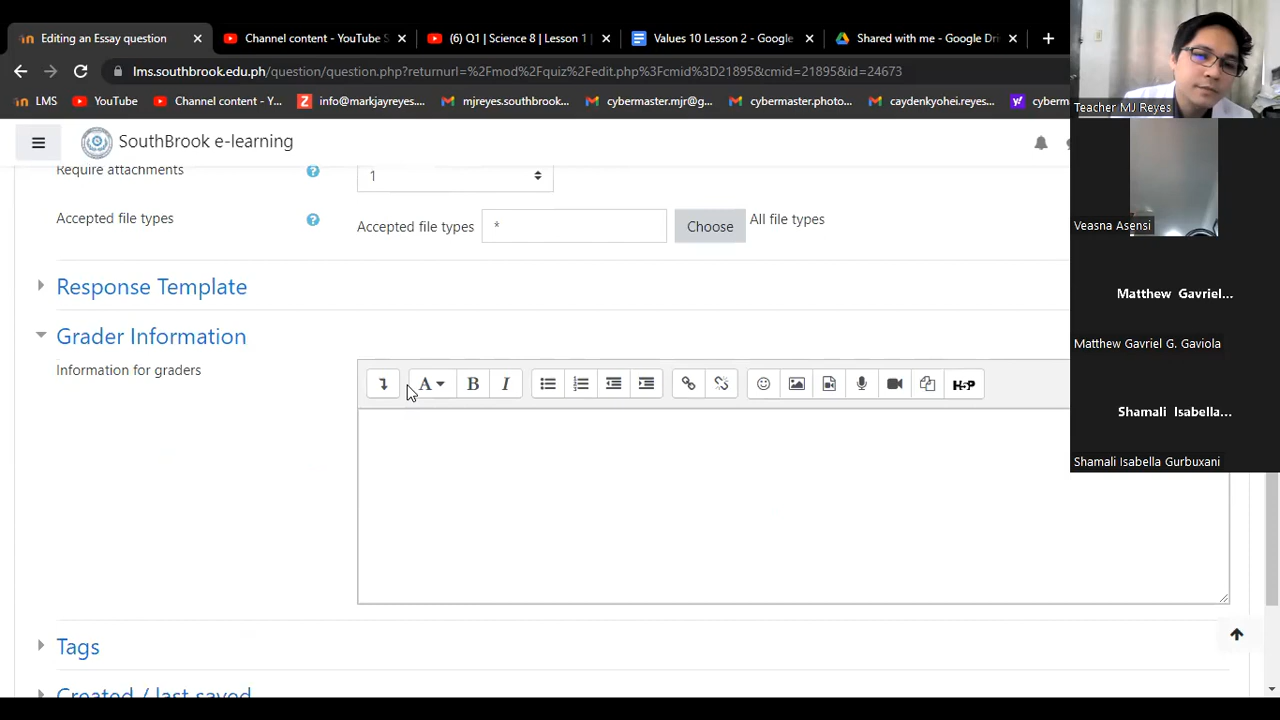 Editing an Essay question
Channel content - YouTube S
(6) Q1 | Science 8 | Lesson 1 |
Values 10 Lesson 2 - Google
Shared with me - Google Dri
lms.southbrook.edu.ph/question/question.php?returnurl=%2Fmod%2Fquiz%2Fedit.php%3Fcmid%3D21895&cmid=21895&id=24673
LMS
YouTube
Channel content - Y...
info@markjayreyes....
mjreyes.southbrook...
cybermaster.mjr@g...
cybermaster.photo...
caydenkyohei.reyes...
cyberm
SouthBrook e-learning
Require attachments
1
Accepted file types
Accepted file types
*
Choose
All file types
Response Template
Grader Information
Information for graders
A
B
I
H-P
Tags
Created / last saved
Teacher MJ Reyes
Veasna Asensi
Matthew Gavriel...
Matthew Gavriel G. Gaviola
Shamali Isabella...
Shamali Isabella Gurbuxani